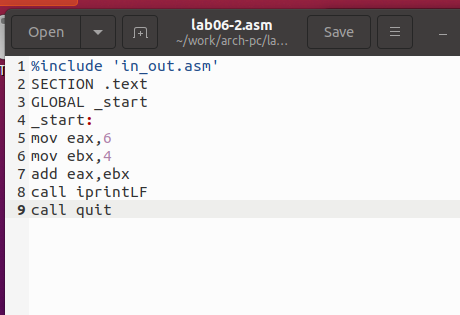 Open
lab06-2.asm
~/work/arch-pc/la...
Save
1 %include 'in_out.asm'
2 SECTION .text
3 GLOBAL _start
4 _start:
5 mov eax,6
6 mov ebx,4
7 add eax,ebx
8 call iprintLF
9 call quit